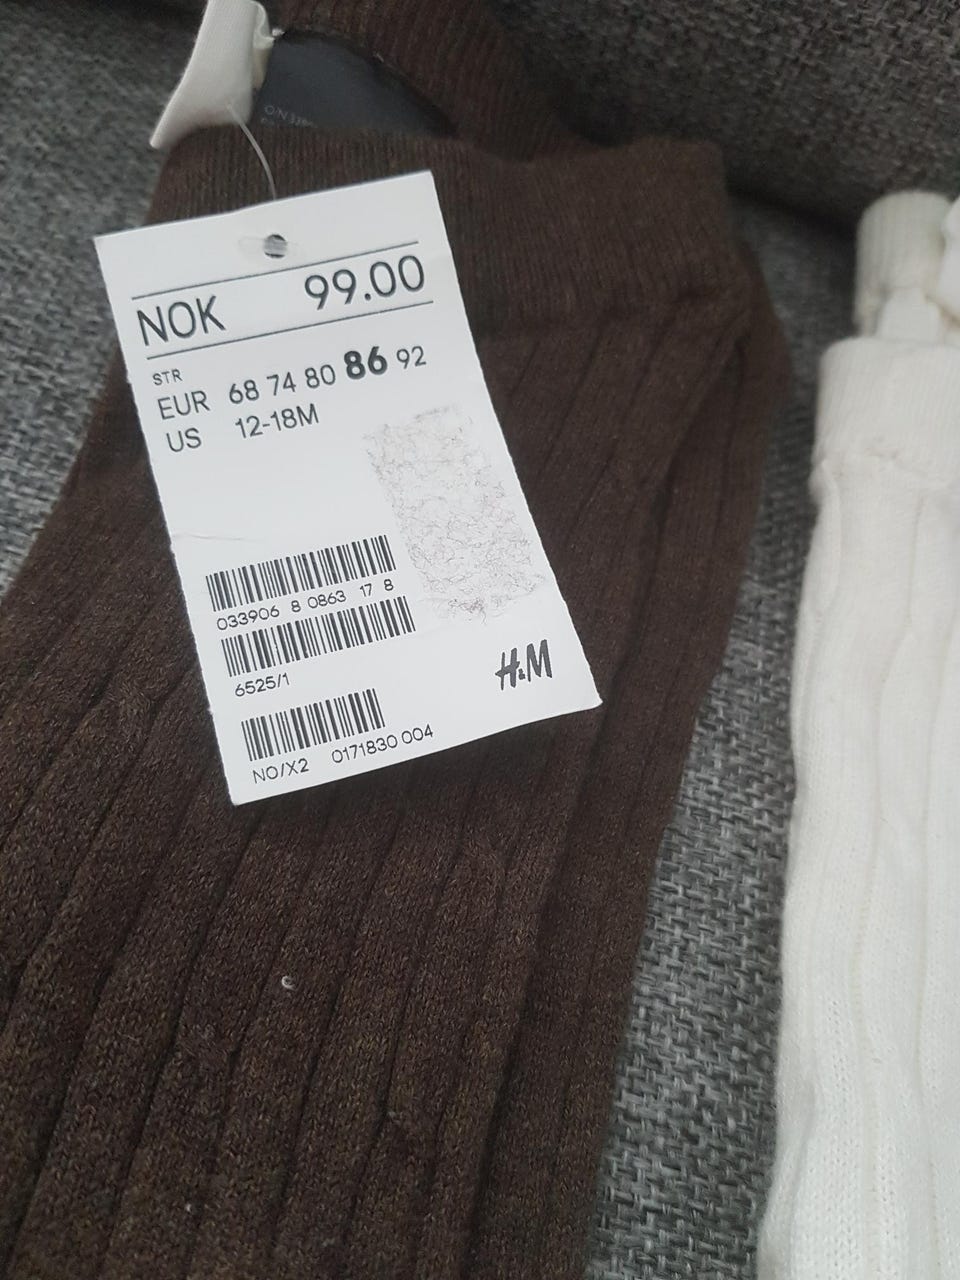 NOK 99.00
STR
EUR 68 74 80 86 92
US 12-18M
033906 8 0863 17 8
6525/1
H&M
NO/X2 0171830 004